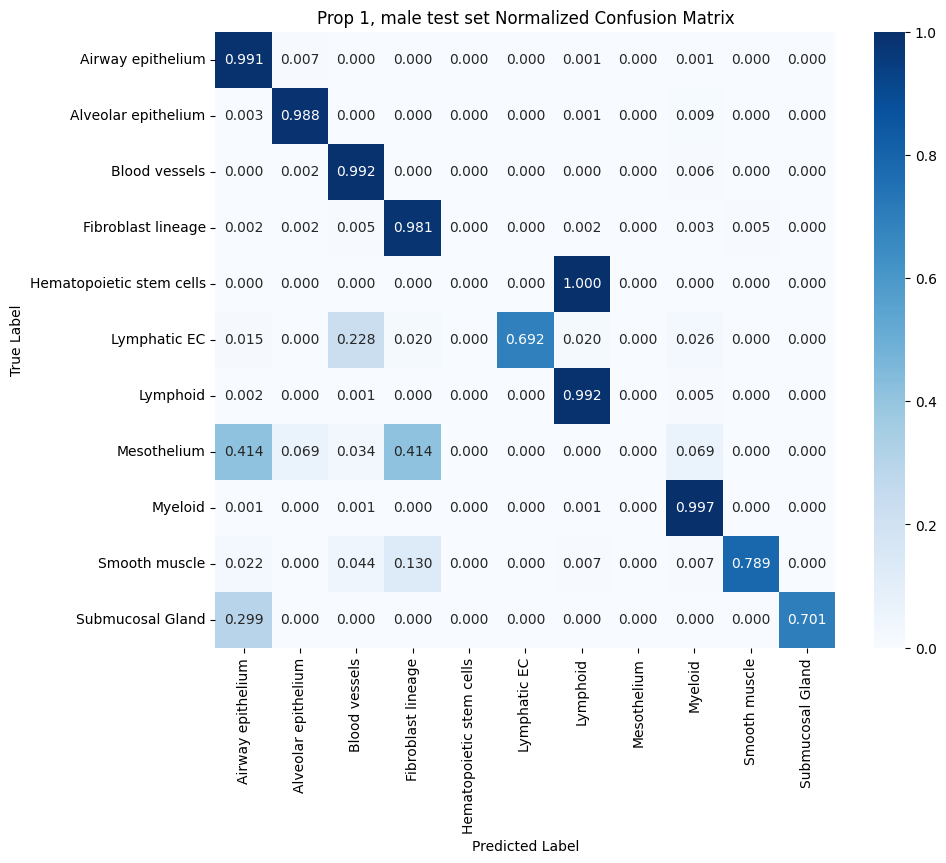 Prop 1, male test set Normalized Confusion Matrix
True Label
Airway epithelium 0.991 0.007 0.000 0.000 0.000 0.000 0.001 0.000 0.001 0.000 0.000
Alveolar epithelium 0.003 0.988 0.000 0.000 0.000 0.000 0.001 0.000 0.009 0.000 0.000
Blood vessels 0.000 0.002 0.992 0.000 0.000 0.000 0.000 0.000 0.006 0.000 0.000
Fibroblast lineage 0.002 0.002 0.005 0.981 0.000 0.000 0.002 0.000 0.003 0.005 0.000
Hematopoietic stem cells 0.000 0.000 0.000 0.000 0.000 0.000 1.000 0.000 0.000 0.000 0.000
Lymphatic EC 0.015 0.000 0.228 0.020 0.000 0.692 0.020 0.000 0.026 0.000 0.000
Lymphoid 0.002 0.000 0.001 0.000 0.000 0.000 0.992 0.000 0.005 0.000 0.000
Mesothelium 0.414 0.069 0.034 0.414 0.000 0.000 0.000 0.000 0.069 0.000 0.000
Myeloid 0.001 0.000 0.001 0.000 0.000 0.000 0.001 0.000 0.997 0.000 0.000
Smooth muscle 0.022 0.000 0.044 0.130 0.000 0.000 0.007 0.000 0.007 0.789 0.000
Submucosal Gland 0.299 0.000 0.000 0.000 0.000 0.000 0.000 0.000 0.000 0.000 0.701
Airway epithelium
Alveolar epithelium
Blood vessels
Fibroblast lineage
Hematopoietic stem cells
Lymphatic EC
Lymphoid
Mesothelium
Myeloid
Smooth muscle
Submucosal Gland
Predicted Label
1.0
0.8
0.6
0.4
0.2
0.0